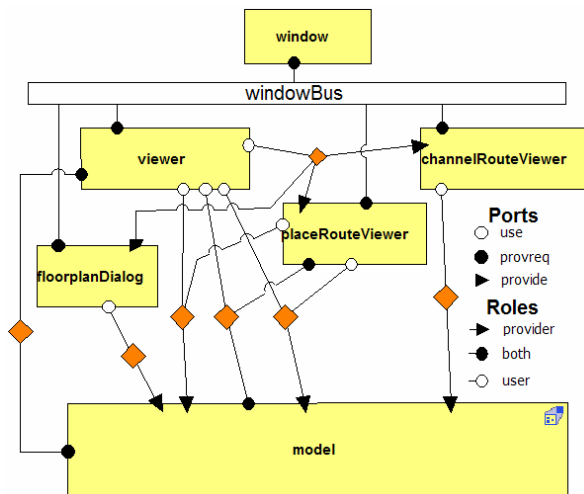 window
windowBus
viewer
channelRouteViewer
placeRouteViewer
floorplanDialog
Ports
use
provreq
provide
Roles
provider
both
user
model